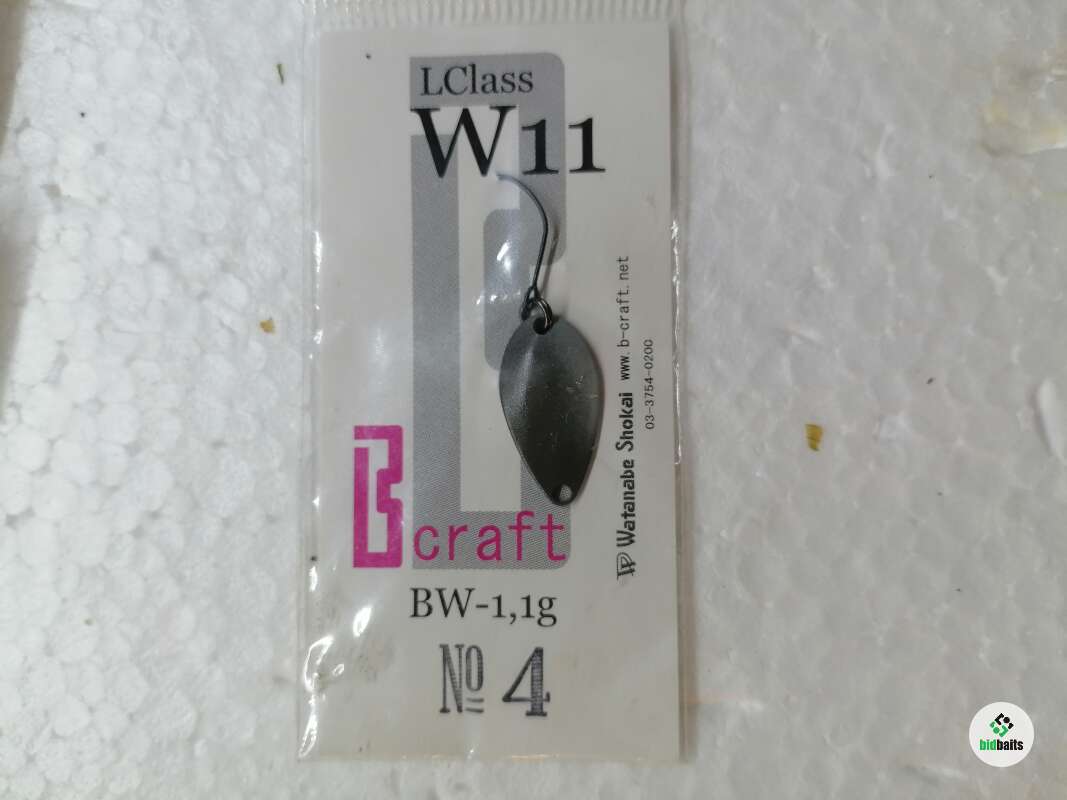 LClass
W11
Bcraft
BW-1,1g
№ 4
Watanabe Shokai www.b-craft.net
03-3754-0200
bidbaits